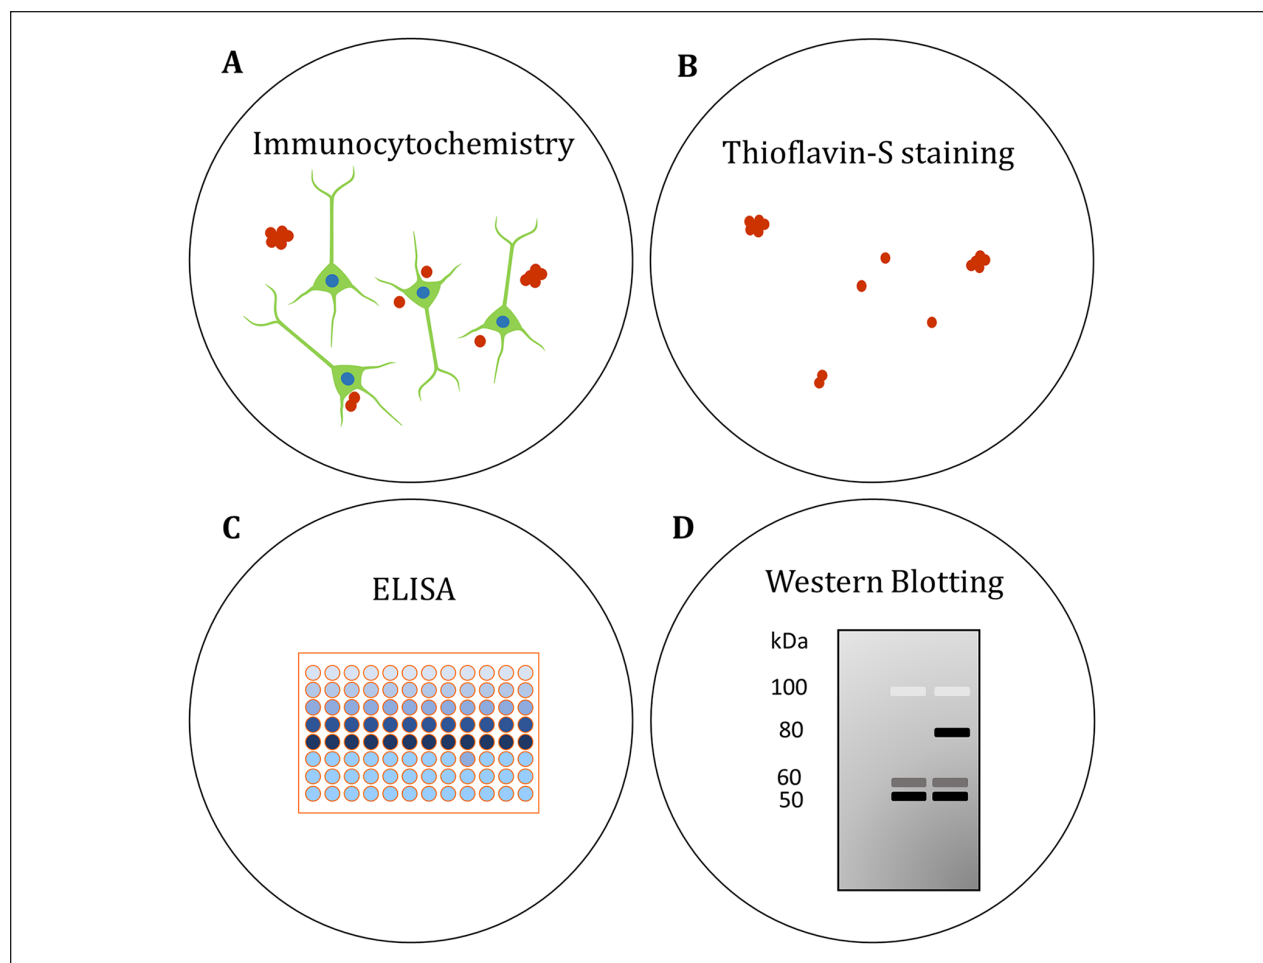 A
Immunocytochemistry
B
Thioflavin-S staining
C
ELISA
D
Western Blotting
kDa
100
80
60
50